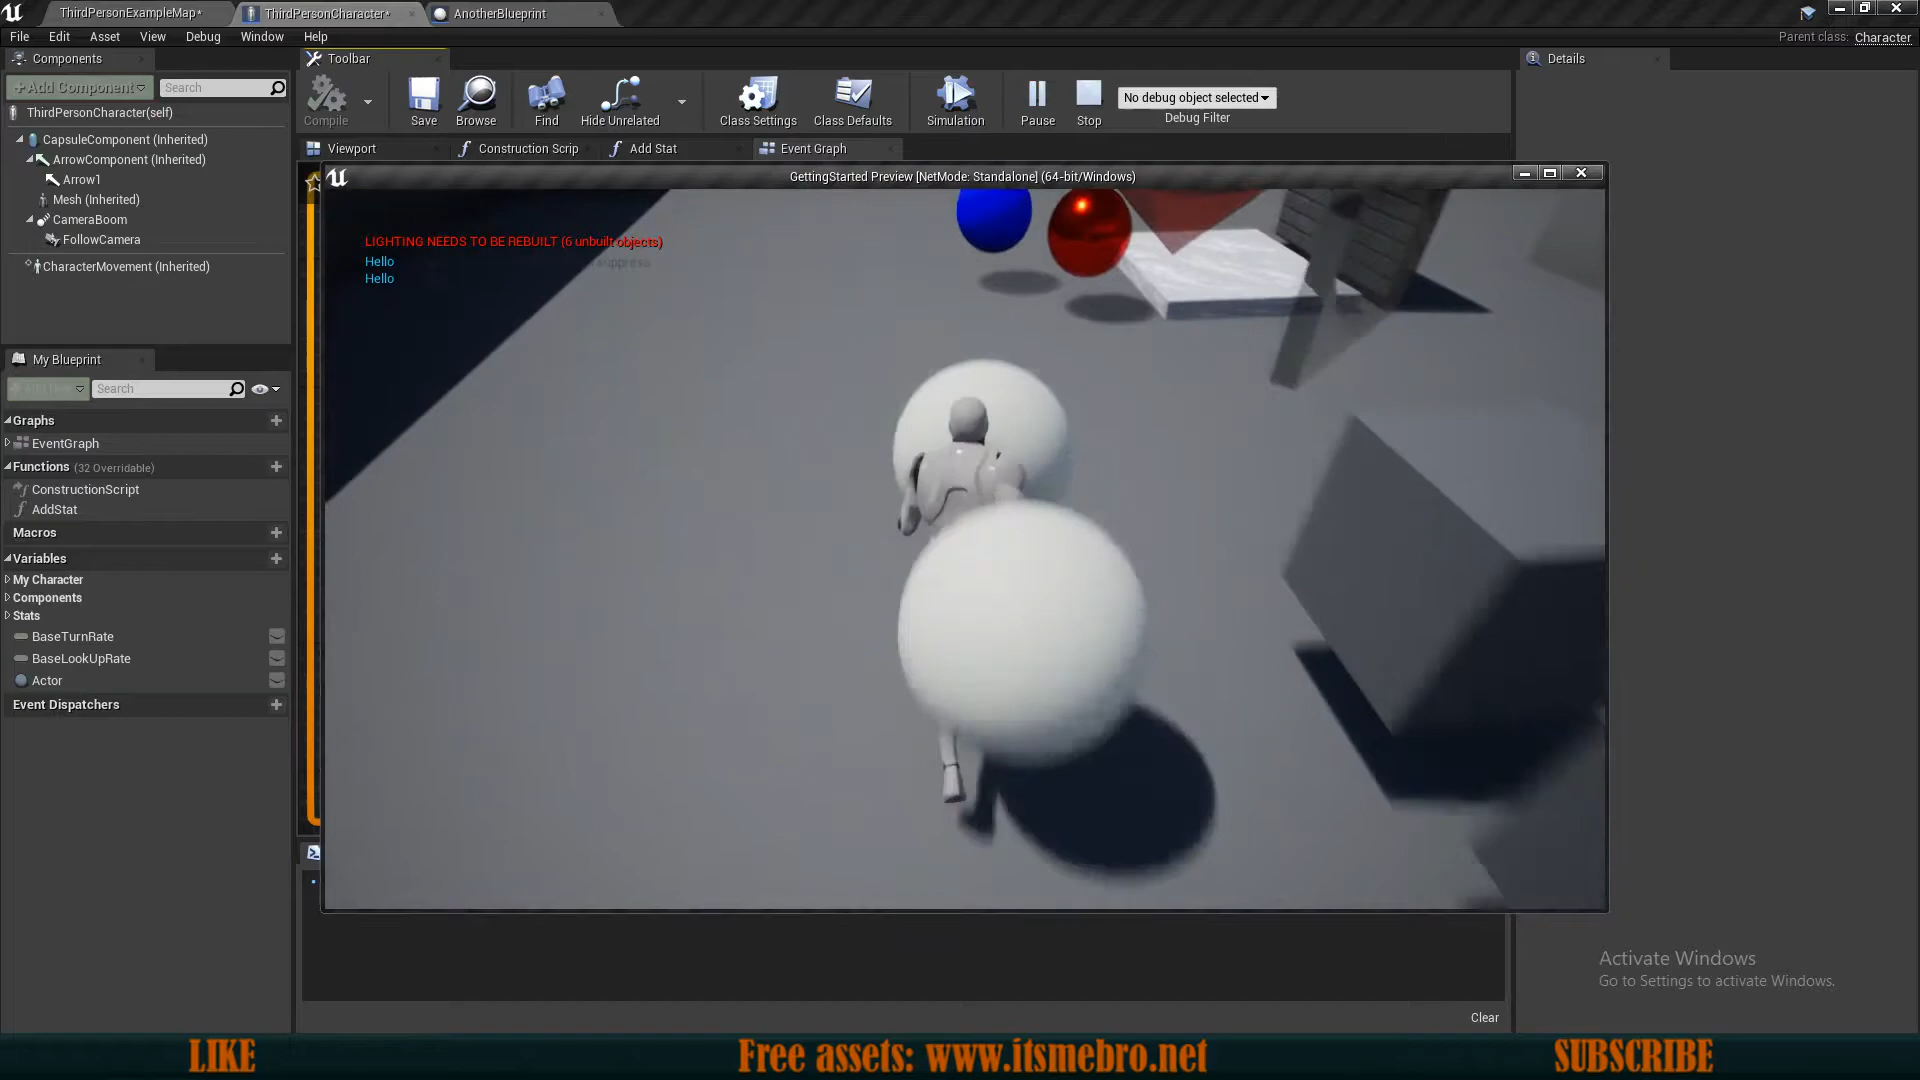 ThirdPersonExampleMap*
ThirdPersonCharacter*
AnotherBlueprint
File Edit Asset View Debug Window Help
Parent class: Character
Components
Toolbar
Details
+Add Component
Search
ThirdPersonCharacter(self)
CapsuleComponent (Inherited)
ArrowComponent (Inherited)
Arrow1
Mesh (Inherited)
CameraBoom
FollowCamera
CharacterMovement (Inherited)
Compile
Save
Browse
Find
Hide Unrelated
Class Settings
Class Defaults
Simulation
Pause
Stop
No debug object selected
Debug Filter
Viewport
Construction Scrip
Add Stat
Event Graph
GettingStarted Preview [NetMode: Standalone] (64-bit/Windows)
LIGHTING NEEDS TO BE REBUILT (6 unbuilt objects)
Hello
Hello
My Blueprint
Search
Graphs
EventGraph
Functions (32 Overridable)
ConstructionScript
AddStat
Macros
Variables
My Character
Components
Stats
BaseTurnRate
BaseLookUpRate
Actor
Event Dispatchers
Activate Windows
Go to Settings to activate Windows.
Clear
LIKE
Free assets: www.itsmebro.net
SUBSCRIBE